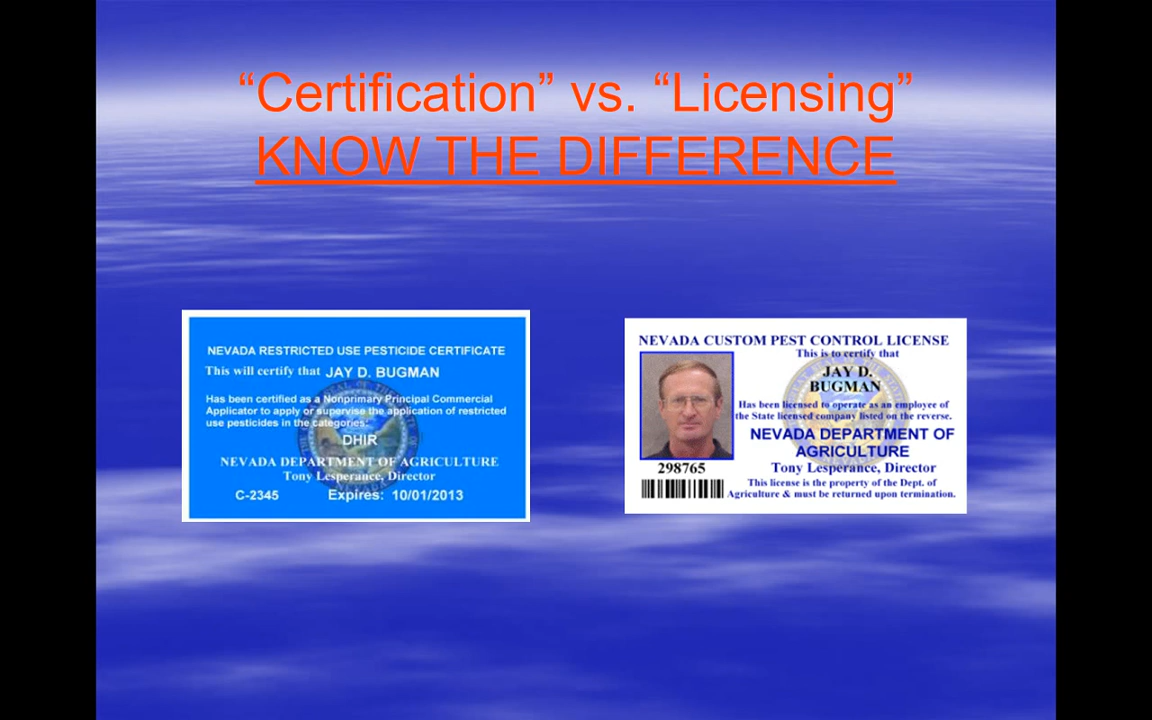 “Certification” vs. “Licensing”
KNOW THE DIFFERENCE
NEVADA RESTRICTED USE PESTICIDE CERTIFICATE
This will certify that JAY D. BUGMAN
Has been certified as a Nonprimary Principal Commercial
Applicator to apply or supervise the application of restricted
use pesticides in the categories:
DHIR
NEVADA DEPARTMENT OF AGRICULTURE
Tony Lesperance, Director
C-2345 Expires: 10/01/2013
NEVADA CUSTOM PEST CONTROL LICENSE
This is to certify that
JAY D.
BUGMAN
Has been licensed to operate as an employee of
the State licensed company listed on the reverse.
NEVADA DEPARTMENT OF
AGRICULTURE
298765
Tony Lesperance, Director
This license is the property of the Dept. of
Agriculture & must be returned upon termination.